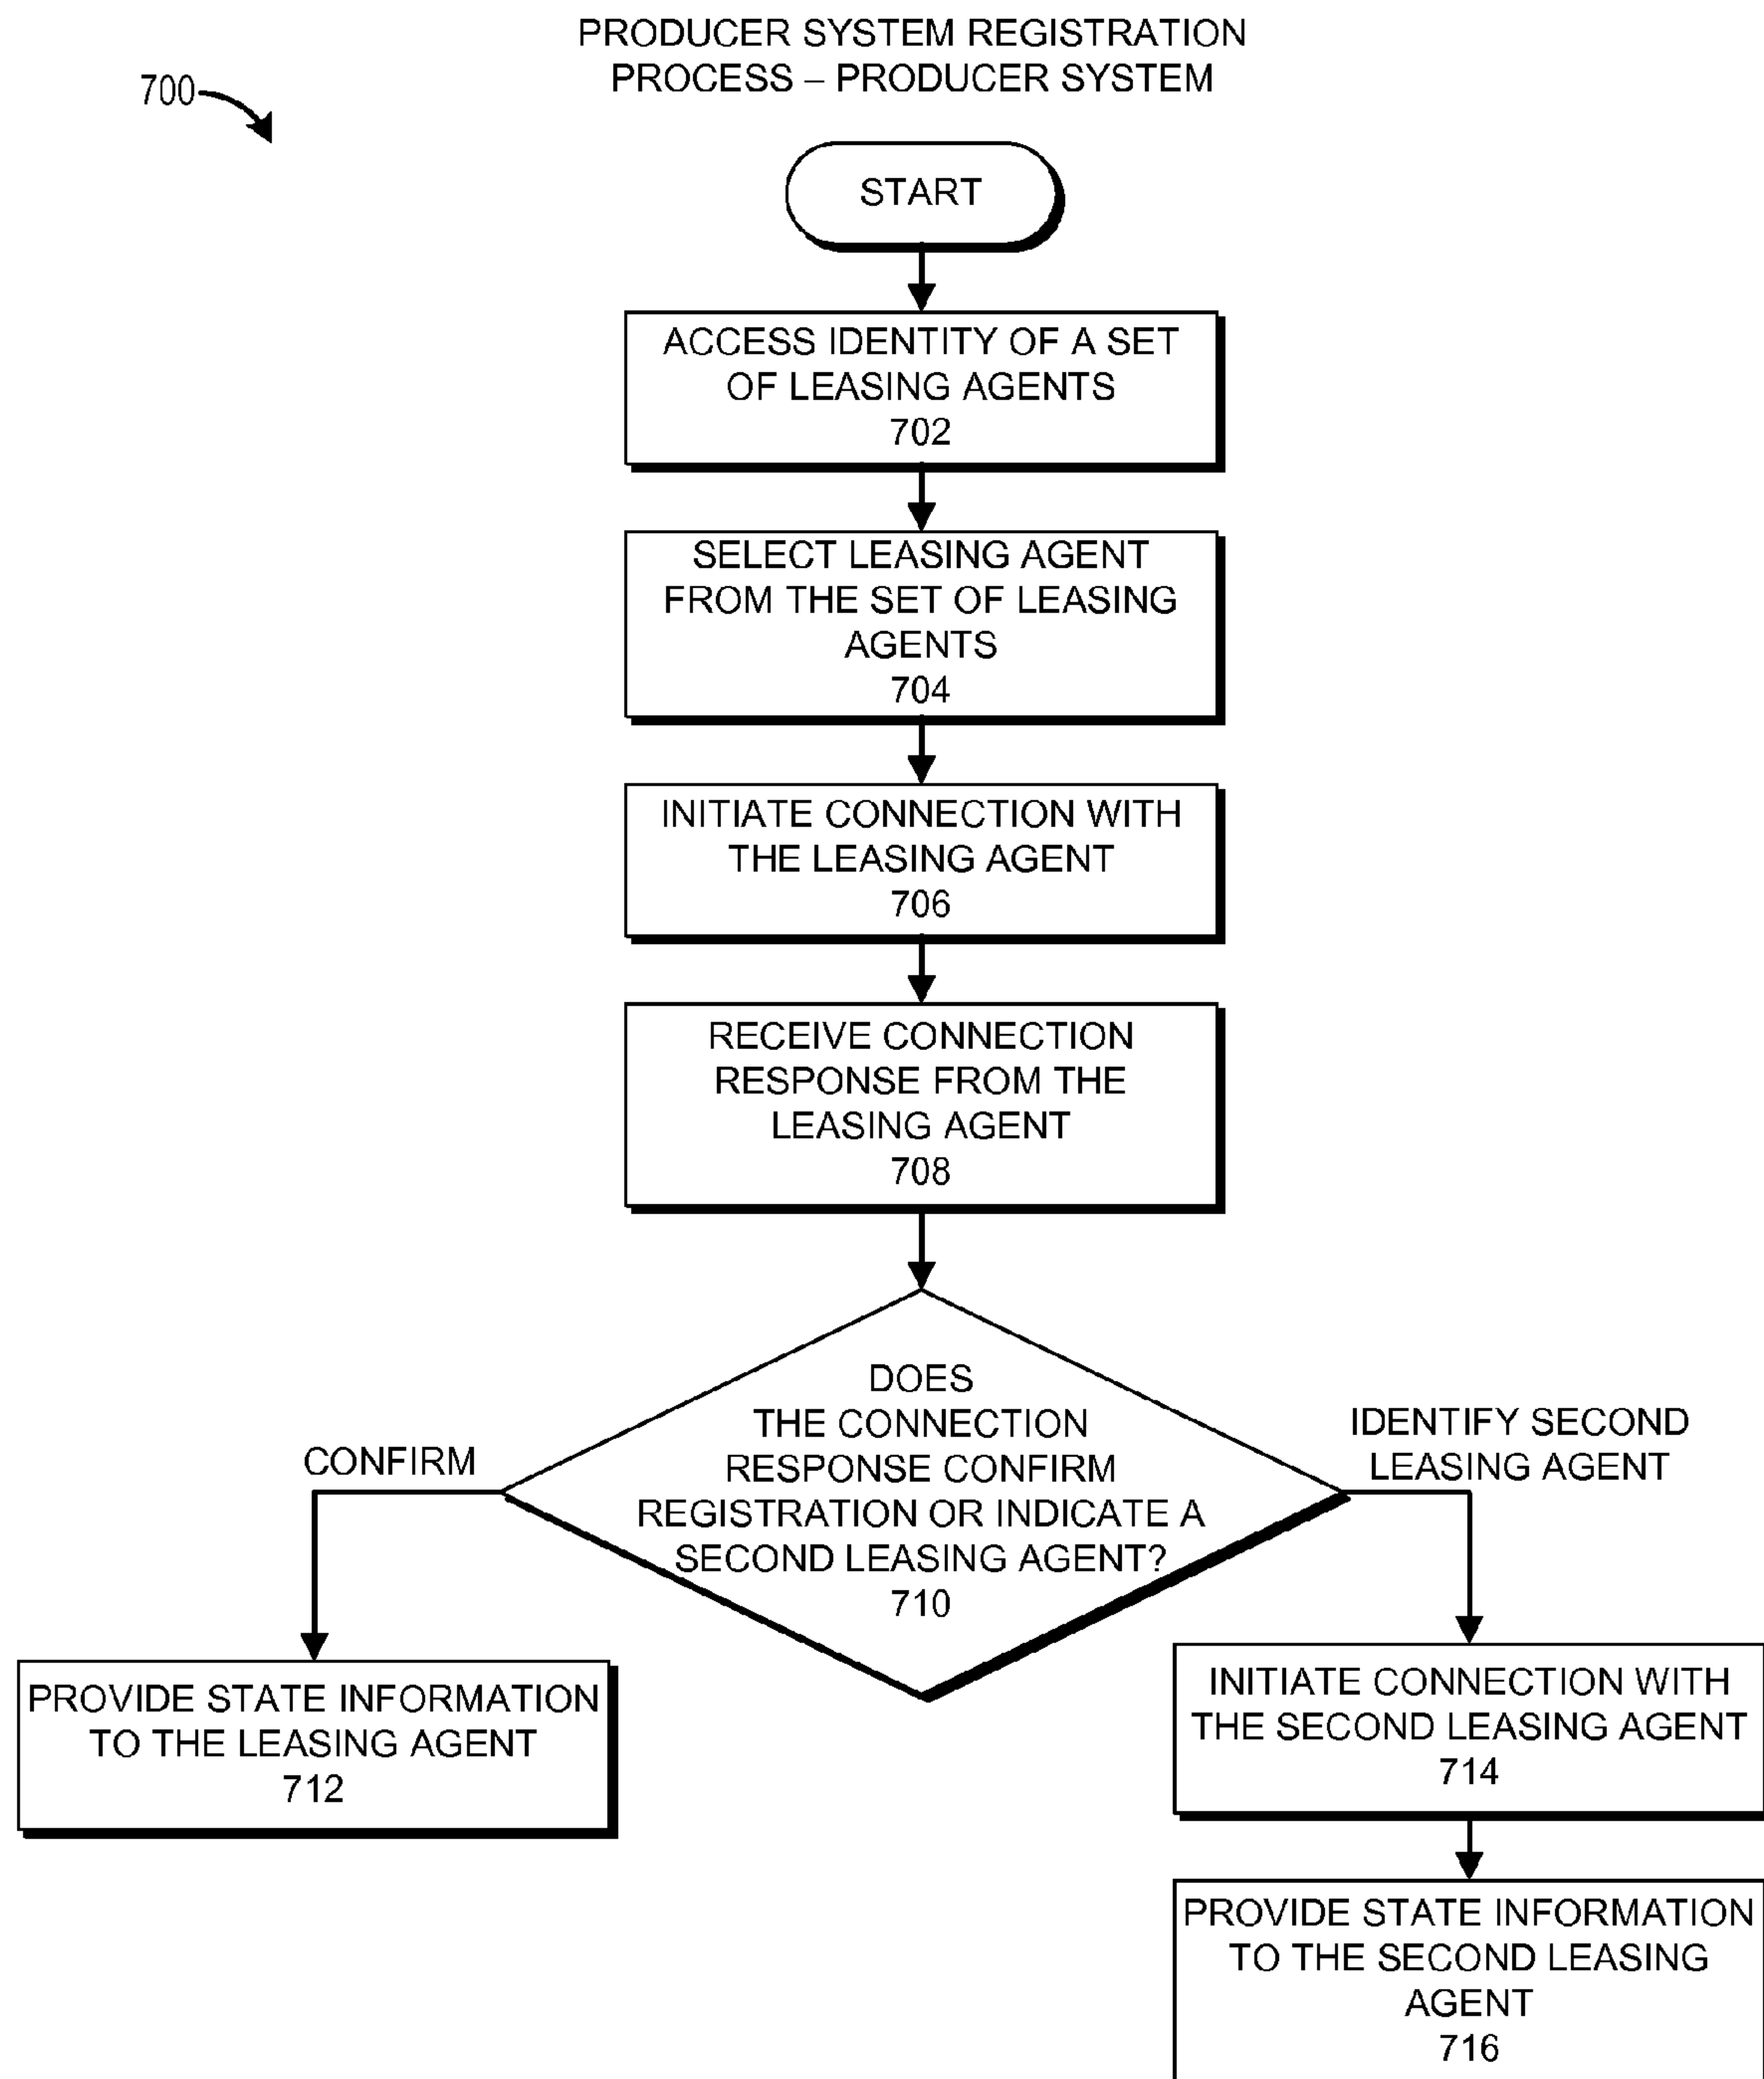 PRODUCER SYSTEM REGISTRATION
PROCESS – PRODUCER SYSTEM
700
START
ACCESS IDENTITY OF A SET
OF LEASING AGENTS
702
SELECT LEASING AGENT
FROM THE SET OF LEASING
AGENTS
704
INITIATE CONNECTION WITH
THE LEASING AGENT
706
RECEIVE CONNECTION
RESPONSE FROM THE
LEASING AGENT
708
DOES
THE CONNECTION
RESPONSE CONFIRM
REGISTRATION OR INDICATE A
SECOND LEASING AGENT?
710
CONFIRM
IDENTIFY SECOND
LEASING AGENT
PROVIDE STATE INFORMATION
TO THE LEASING AGENT
712
INITIATE CONNECTION WITH
THE SECOND LEASING AGENT
714
PROVIDE STATE INFORMATION
TO THE SECOND LEASING
AGENT
716